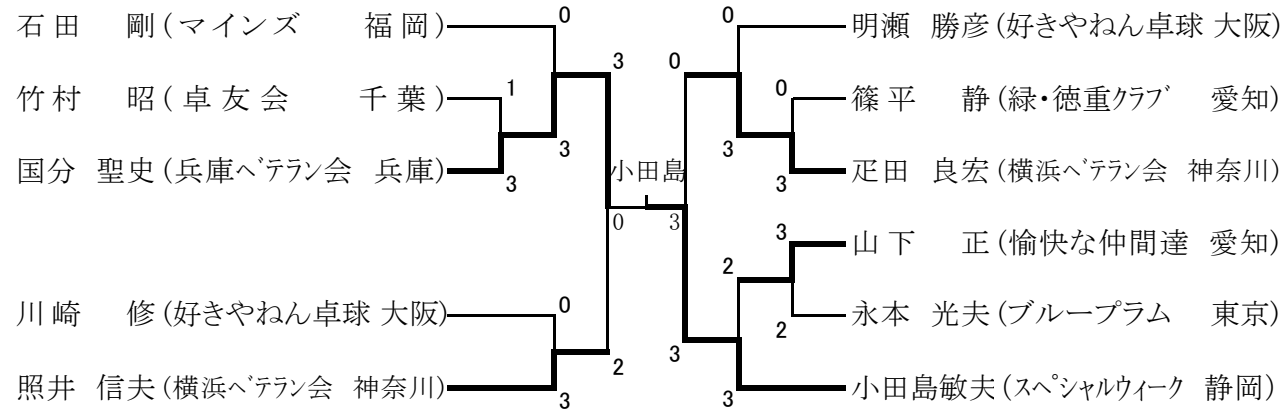 石田 剛(マインズ 福岡)
0
竹村 昭(卓友会 千葉)
1
3
国分 聖史(兵庫ベテラン会 兵庫)
3
3
小田島
0
3
川崎 修(好きやねん卓球 大阪)
0
2
照井 信夫(横浜ベテラン会 神奈川)
3
0
明瀬 勝彦(好きやねん卓球 大阪)
0
0
篠平 静(緑・徳重クラブ 愛知)
3
3
疋田 良宏(横浜ベテラン会 神奈川)
3
山下 正(愉快な仲間達 愛知)
2
2
永本 光夫(ブループラム 東京)
3
3
小田島敏夫(スペシャルウィーク 静岡)